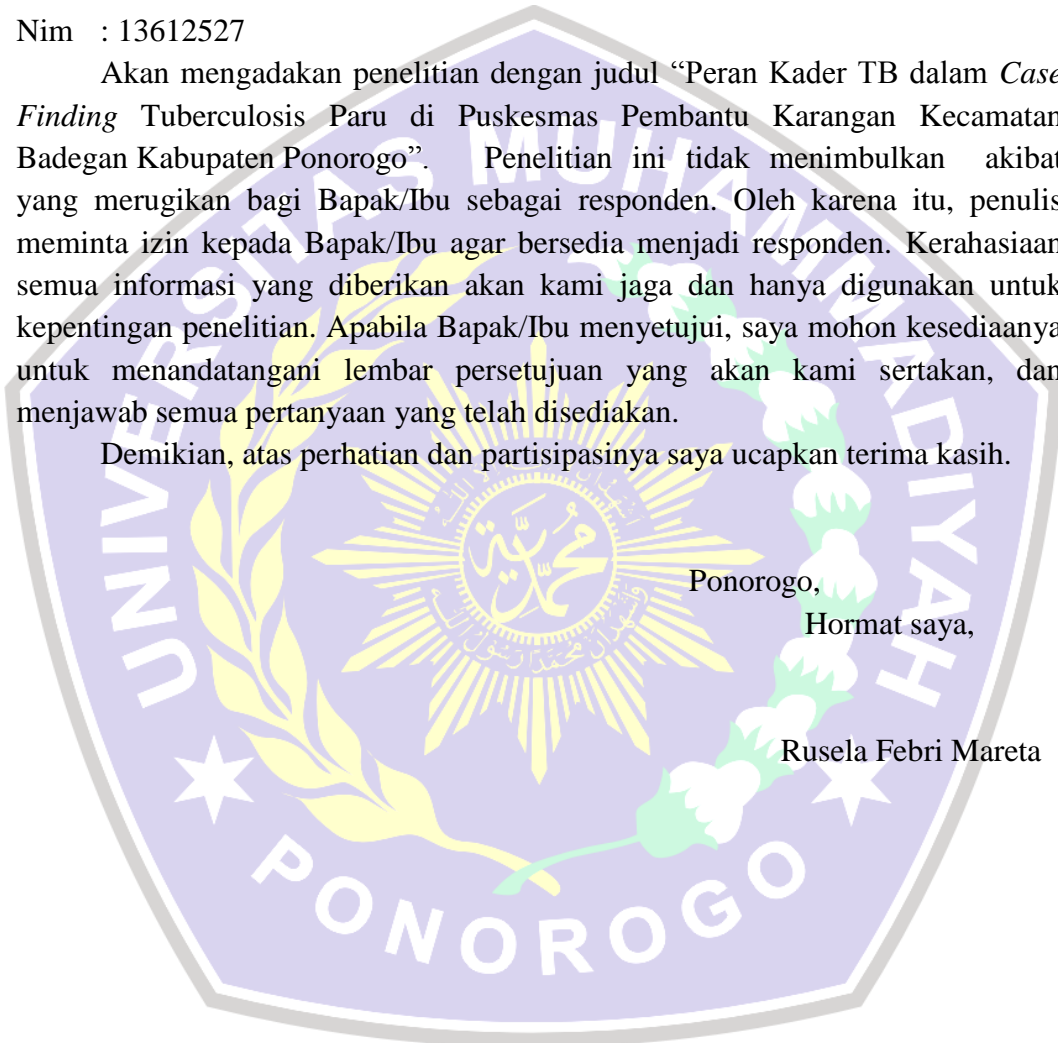 Nim : 13612527
Akan mengadakan penelitian dengan judul “Peran Kader TB dalam Case
Finding Tuberculosis Paru di Puskesmas Pembantu Karangan Kecamatan
Badegan Kabupaten Ponorogo”. Penelitian ini tidak menimbulkan akibat
yang merugikan bagi Bapak/Ibu sebagai responden. Oleh karena itu, penulis
meminta izin kepada Bapak/Ibu agar bersedia menjadi responden. Kerahasiaan
semua informasi yang diberikan akan kami jaga dan hanya digunakan untuk
kepentingan penelitian. Apabila Bapak/Ibu menyetujui, saya mohon kesediaanya
untuk menandatangani lembar persetujuan yang akan kami sertakan, dan
menjawab semua pertanyaan yang telah disediakan.
Demikian, atas perhatian dan partisipasinya saya ucapkan terima kasih.
Ponorogo,
Hormat saya,
Rusela Febri Mareta
UNIVERSITAS MUHAMMADIYAH
PONOROGO
محمدية